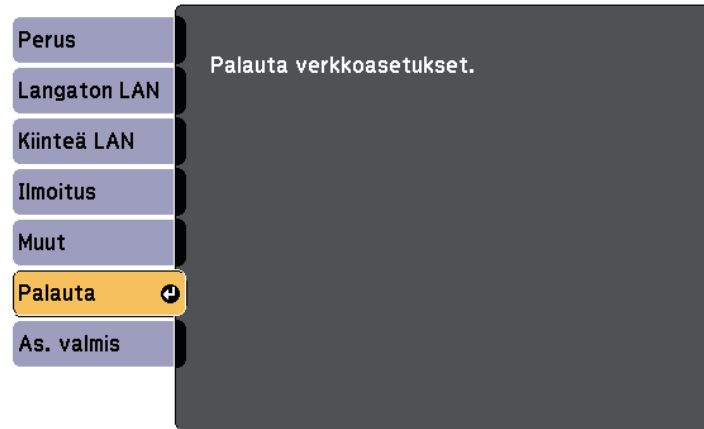 Perus
Langaton LAN
Kiinteä LAN
Ilmoitus
Muut
Palauta
As. valmis
Palauta verkkoasetukset.